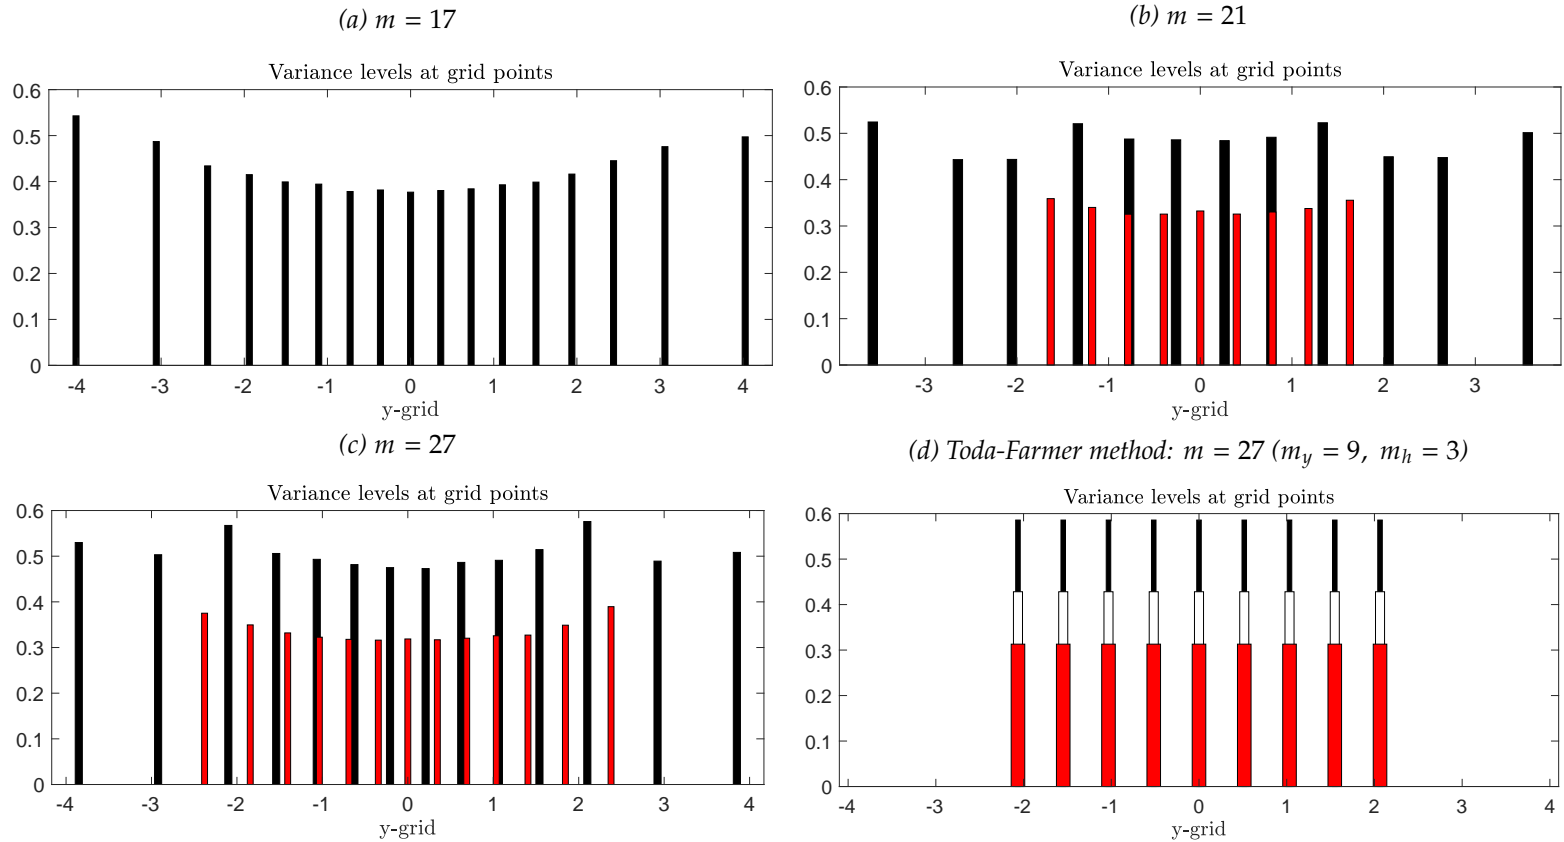 (a) m = 17
Variance levels at grid points
0.6
0.5
0.4
0.3
0.2
0.1
0
-4 -3 -2 -1 0 1 2 3 4
y-grid
(b) m = 21
Variance levels at grid points
0.6
0.5
0.4
0.3
0.2
0.1
0
-3 -2 -1 0 1 2 3
y-grid
(c) m = 27
Variance levels at grid points
0.6
0.5
0.4
0.3
0.2
0.1
0
-4 -3 -2 -1 0 1 2 3 4
y-grid
(d) Toda-Farmer method: m = 27 (m_y = 9, m_h = 3)
Variance levels at grid points
0.6
0.5
0.4
0.3
0.2
0.1
0
-4 -3 -2 -1 0 1 2 3 4
y-grid